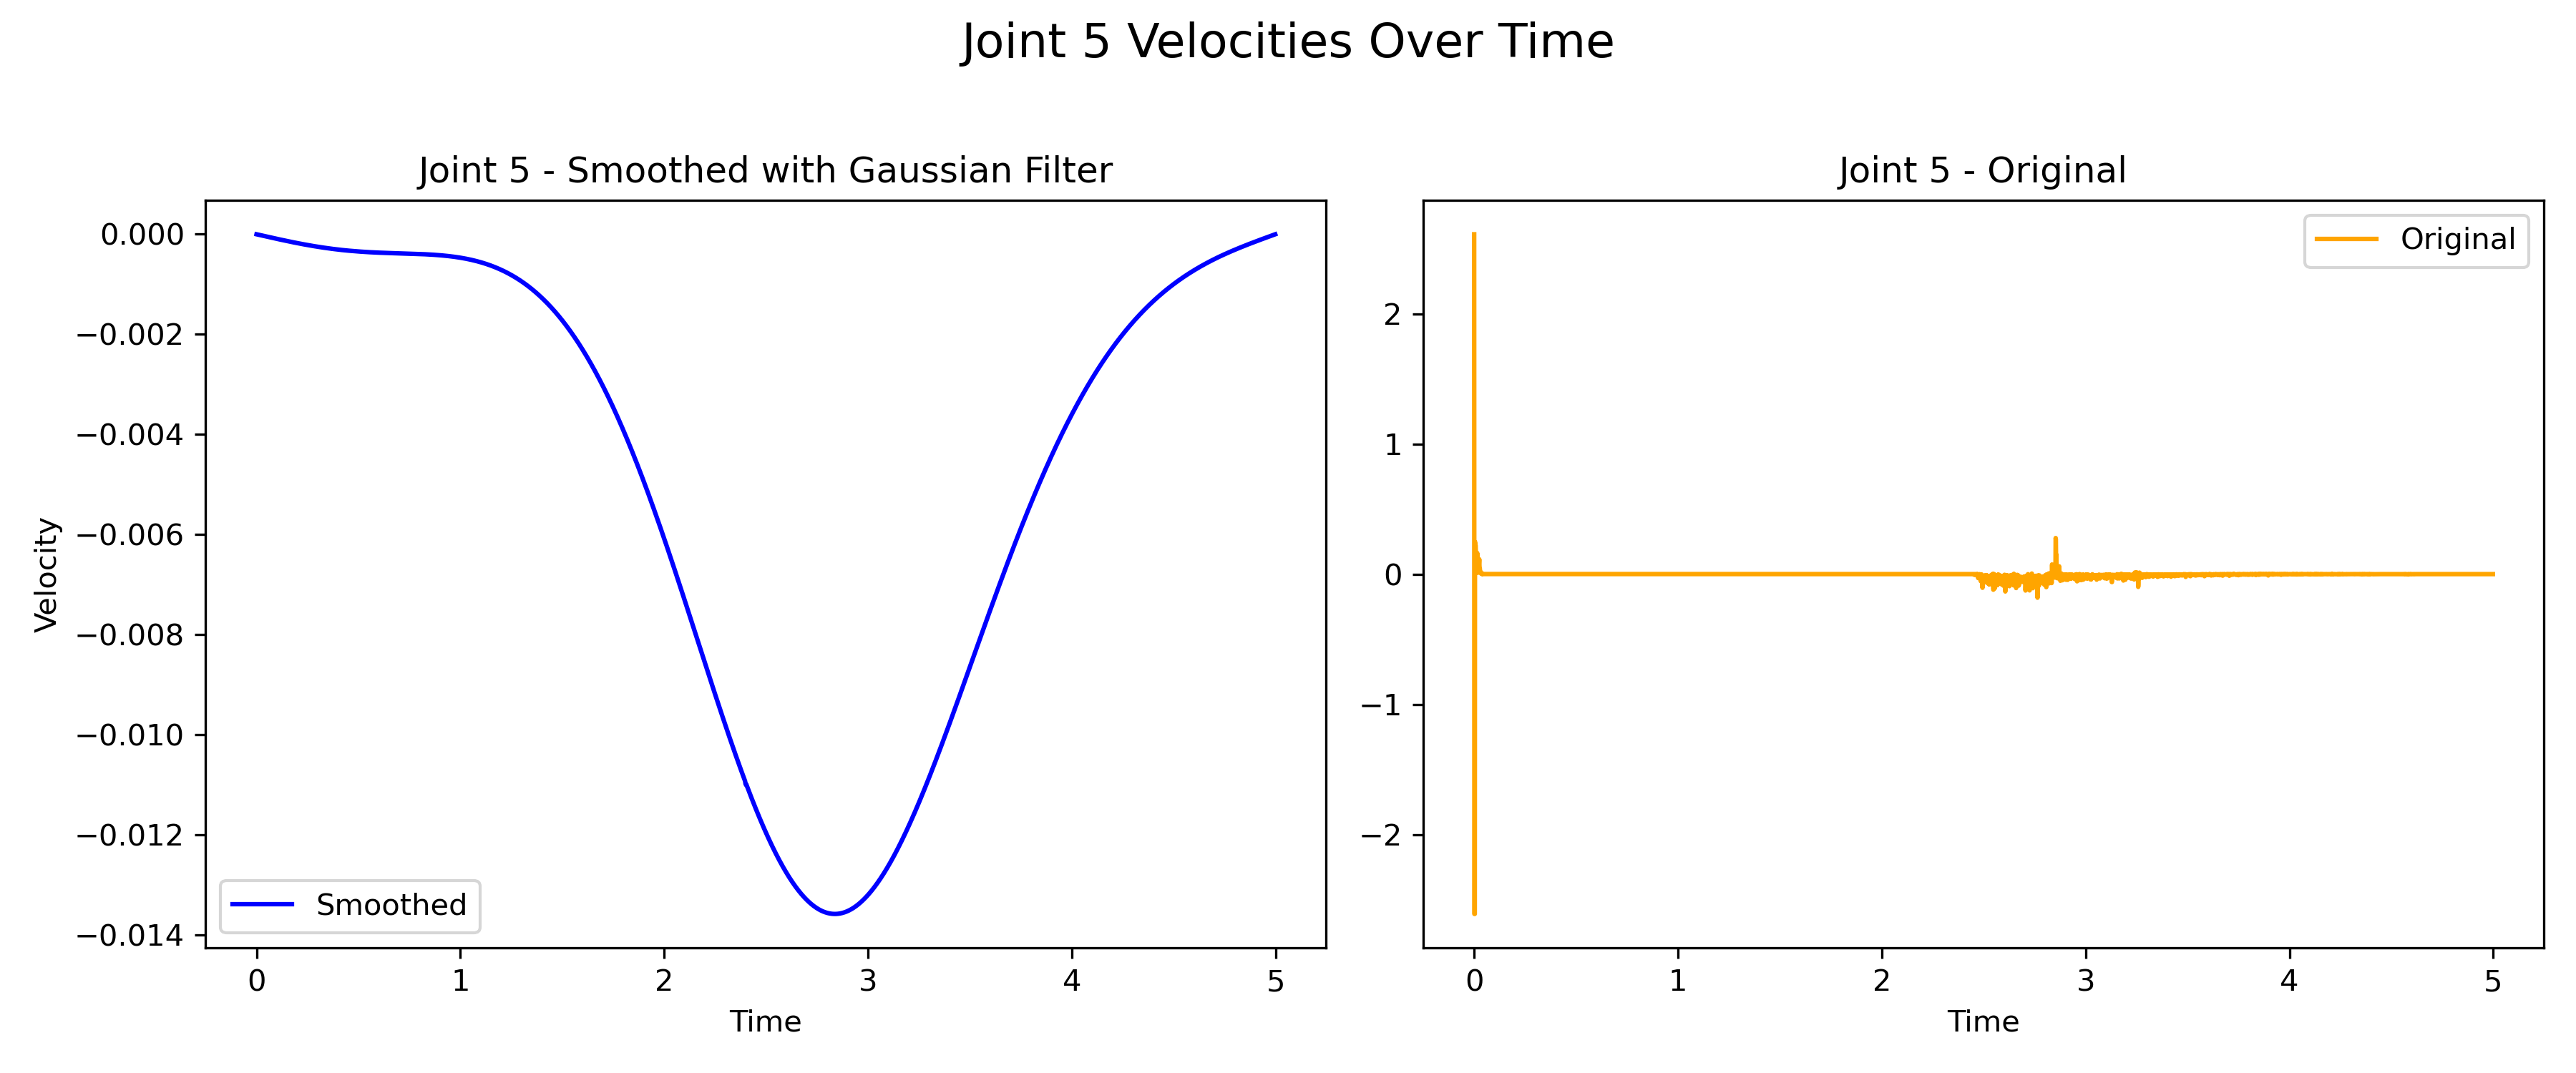 Joint 5 Velocities Over Time
Joint 5 - Smoothed with Gaussian Filter
0.000
−0.002
−0.004
−0.006
−0.008
−0.010
−0.012
−0.014
Velocity
Smoothed
0 1 2 3 4 5
Time
Joint 5 - Original
Original
2
1
0
−1
−2
0 1 2 3 4 5
Time